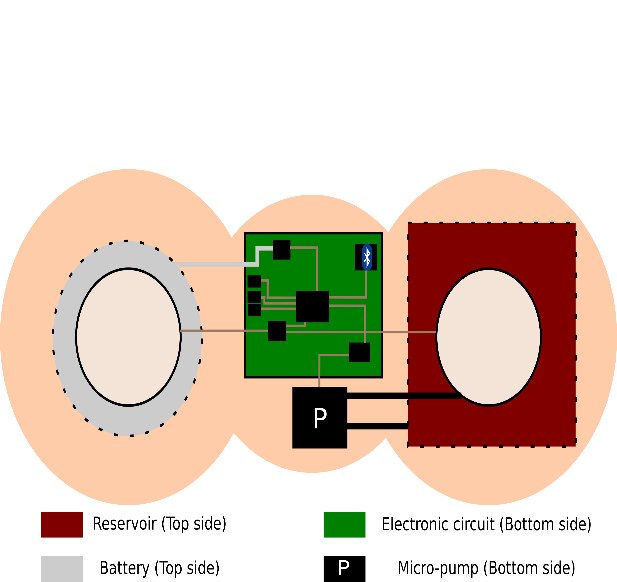 P
Reservoir (Top side)
Electronic circuit (Bottom side)
Battery (Top side)
P
Micro-pump (Bottom side)